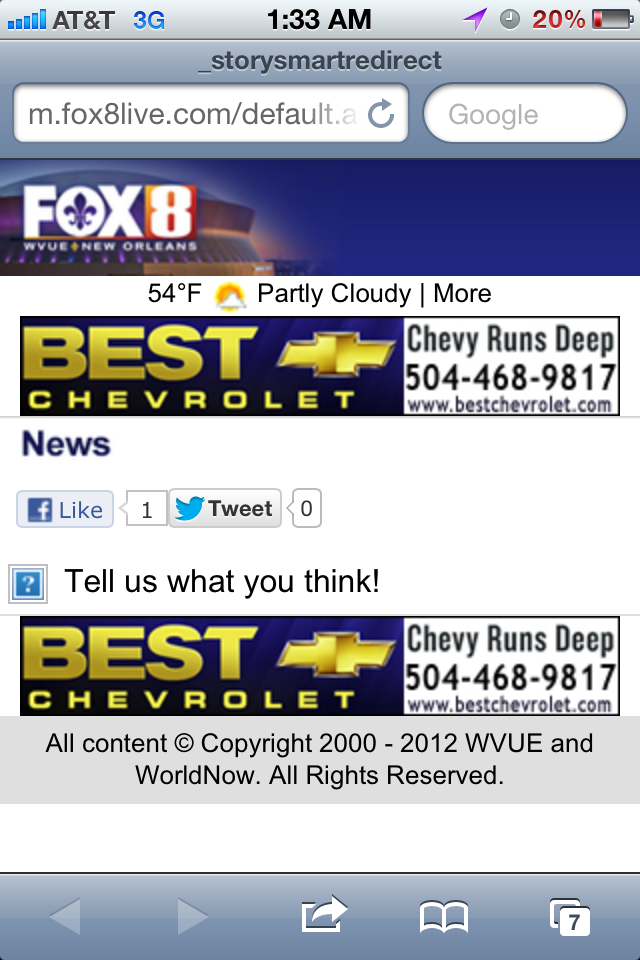 AT&T 3G 1:33 AM 20%
_storysmartredirect
m.fox8live.com/default.a Google
FOX 8
WVUE NEW ORLEANS
54°F Partly Cloudy | More
BEST CHEVROLET
Chevy Runs Deep
504-468-9817
www.bestchevrolet.com
News
Like 1 Tweet 0
? Tell us what you think!
BEST CHEVROLET
Chevy Runs Deep
504-468-9817
www.bestchevrolet.com
All content © Copyright 2000 - 2012 WVUE and
WorldNow. All Rights Reserved.
7